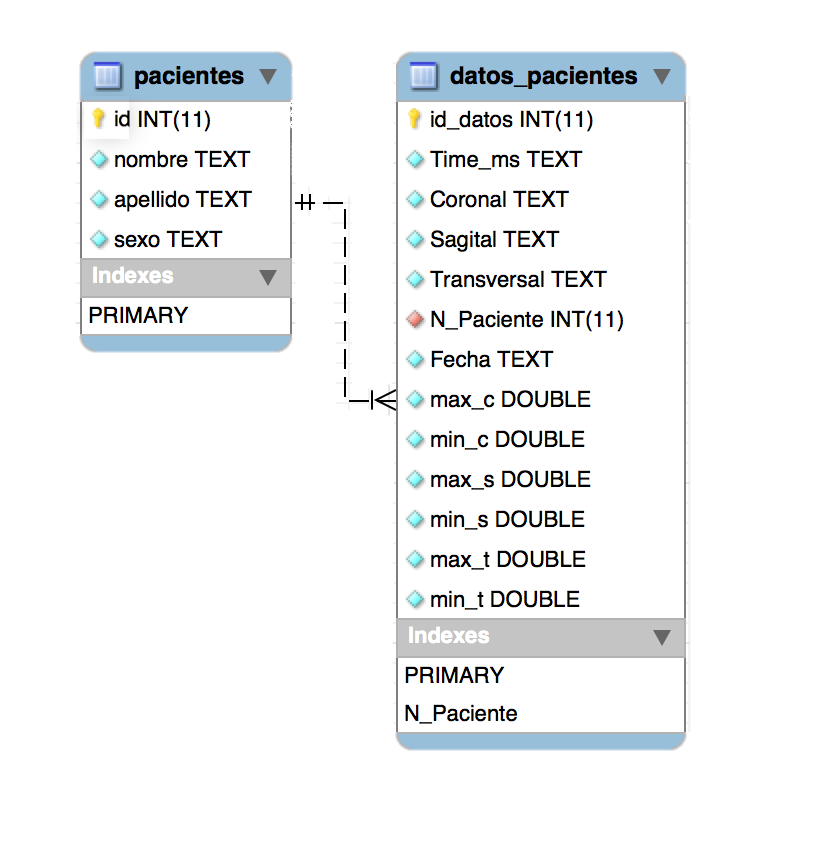 pacientes
id INT(11)
nombre TEXT
apellido TEXT
sexo TEXT
Indexes
PRIMARY
datos_pacientes
id_datos INT(11)
Time_ms TEXT
Coronal TEXT
Sagital TEXT
Transversal TEXT
N_Paciente INT(11)
Fecha TEXT
max_c DOUBLE
min_c DOUBLE
max_s DOUBLE
min_s DOUBLE
max_t DOUBLE
min_t DOUBLE
Indexes
PRIMARY
N_Paciente